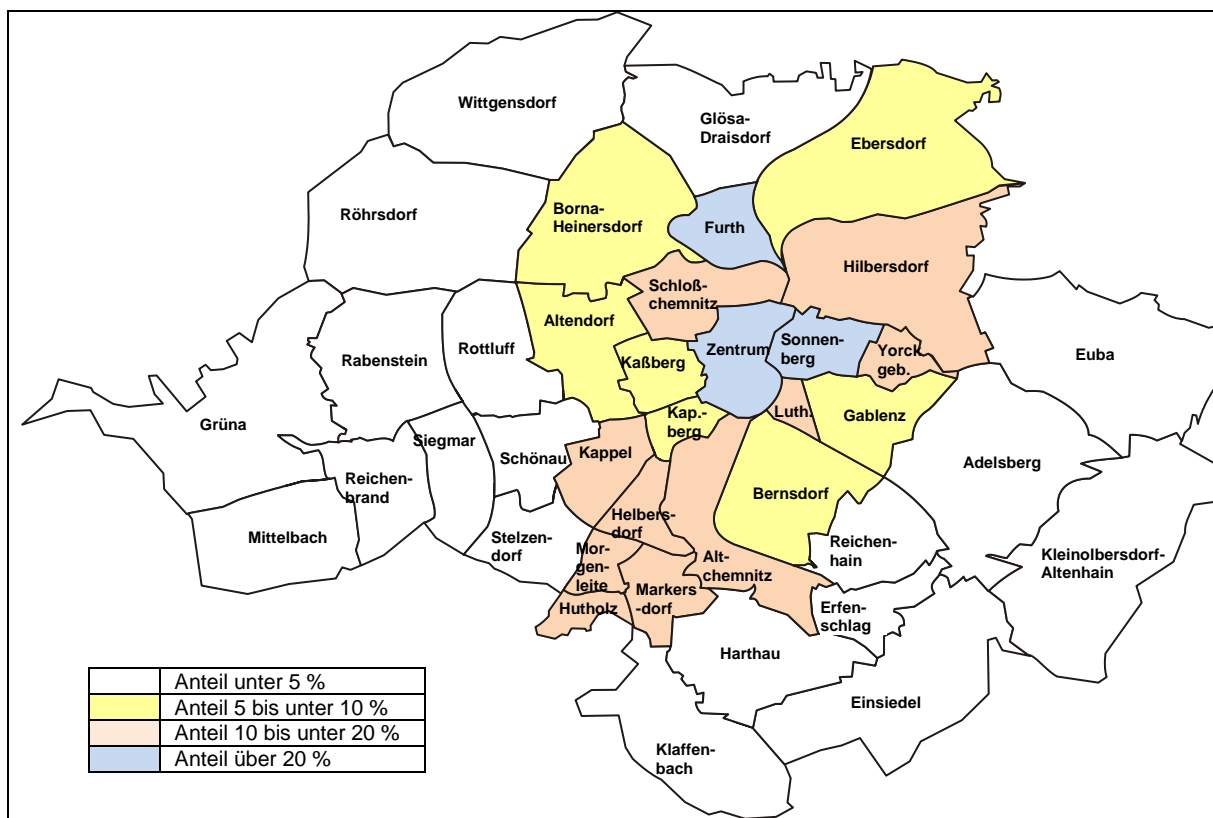 Wittgensdorf
Glösa-
Draisdorf
Ebersdorf
Röhrsdorf
Borna-
Heinersdorf
Furth
Hilbersdorf
Schloß-
chemnitz
Altendorf
Rottluff
Rabenstein
Kaßberg
Zentrum
Sonnen-
berg
Yorck
geb.
Euba
Grüna
Siegmar
Schönau
Kappel
Kap.-
berg
Luth.
Gablenz
Adelsberg
Reichen-
brand
Bernsdorf
Mittelbach
Stelzen-
dorf
Helbers-
dorf
Mor-
gen-
leite
Alt-
chemnitz
Reichen-
hain
Kleinolbersdorf-
Altenhain
Hutholz
Markers
-dorf
Erfen-
schlag
Harthau
Einsiedel
Klaffen-
bach
Anteil unter 5 %
Anteil 5 bis unter 10 %
Anteil 10 bis unter 20 %
Anteil über 20 %